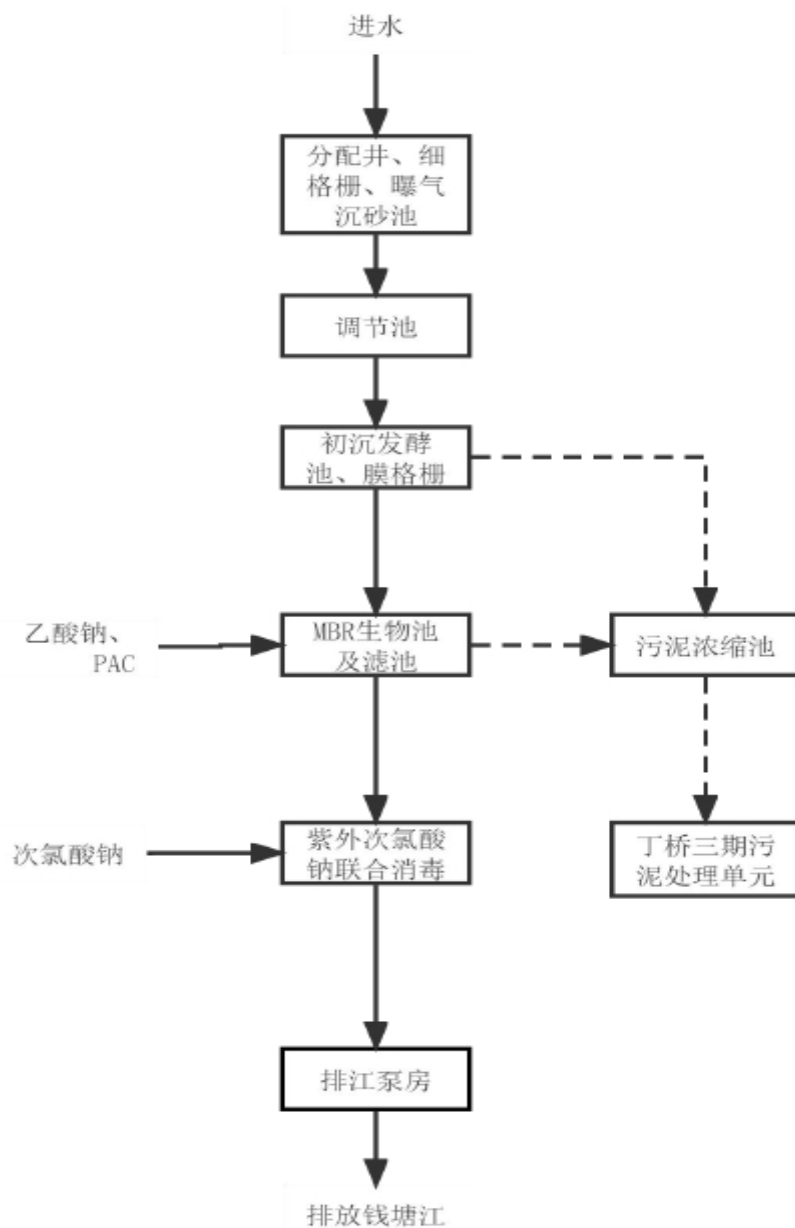 进水
分配井、细
格栅、曝气
沉砂池
调节池
初沉发酵
池、膜格栅
乙酸钠、
PAC
MBR生物池
及滤池
污泥浓缩池
次氯酸钠
紫外次氯酸
钠联合消毒
丁桥三期污
泥处理单元
排江泵房
排放钱塘江